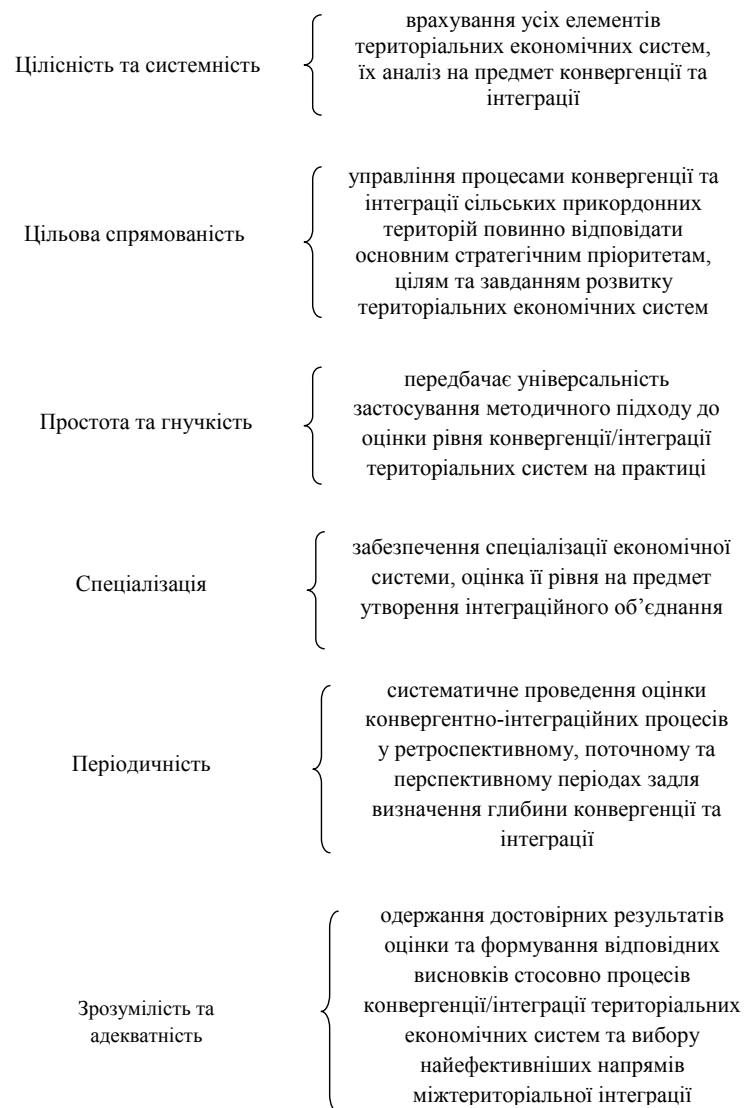 Цілісність та системність
врахування усіх елементів
територіальних економічних систем,
їх аналіз на предмет конвергенції та
інтеграції
Цільова спрямованість
управління процесами конвергенції та
інтеграції сільських прикордонних
територій повинно відповідати
основним стратегічним пріоритетам,
цілям та завданням розвитку
територіальних економічних систем
Простота та гнучкість
передбачає універсальність
застосування методичного підходу до
оцінки рівня конвергенції/інтеграції
територіальних систем на практиці
Спеціалізація
забезпечення спеціалізації економічної
системи, оцінка її рівня на предмет
утворення інтеграційного об’єднання
Періодичність
систематичне проведення оцінки
конвергентно-інтеграційних процесів
у ретроспективному, поточному та
перспективному періодах задля
визначення глибини конвергенції та
інтеграції
Зрозумілість та
адекватність
одержання достовірних результатів
оцінки та формування відповідних
висновків стосовно процесів
конвергенції/інтеграції територіальних
економічних систем та вибору
найефективніших напрямів
міжтериторіальної інтеграції